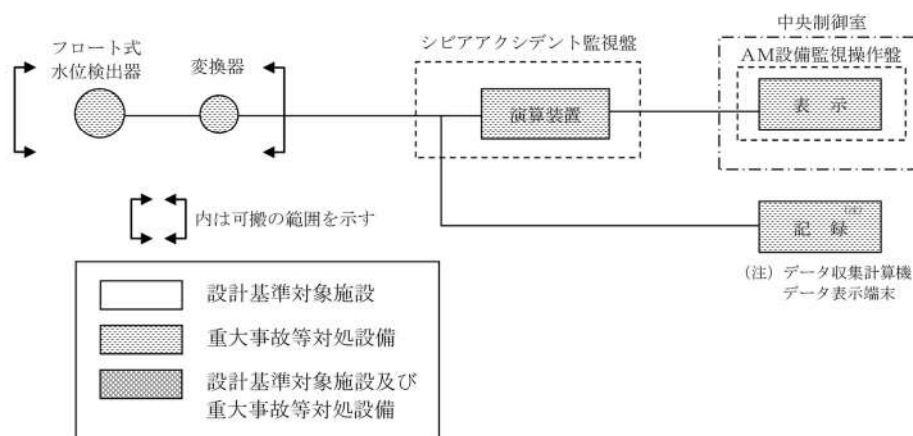 中央制御室
シビアアクシデント監視盤
AM設備監視操作盤
フロート式
水位検出器
変換器
演算装置
表 示
内は可搬の範囲を示す
(注)
記 録
(注) データ収集計算機
データ表示端末
設計基準対象施設
重大事故等対処設備
設計基準対象施設及び
重大事故等対処設備